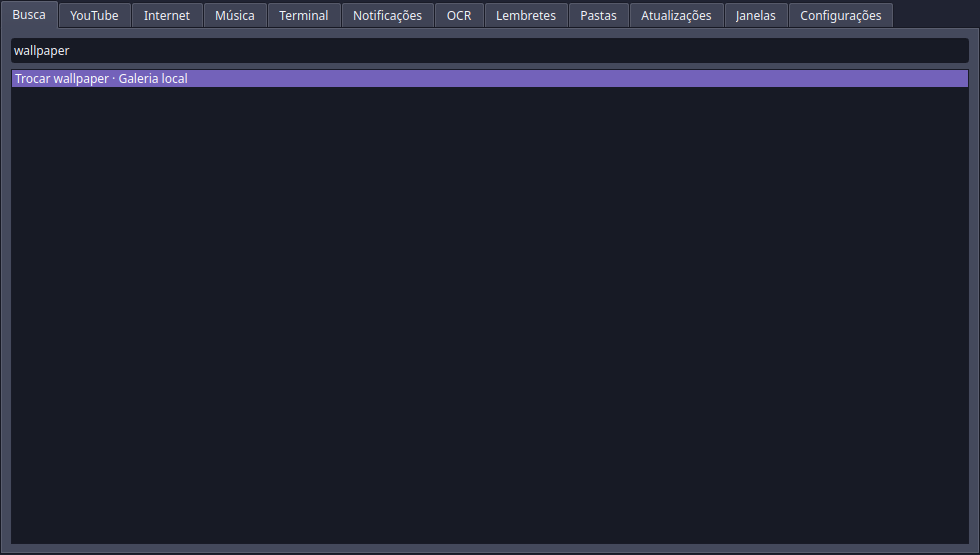 Busca YouTube Internet Música Terminal Notificações OCR Lembretes Pastas Atualizações Janelas Configurações
wallpaper
Trocar wallpaper · Galeria local